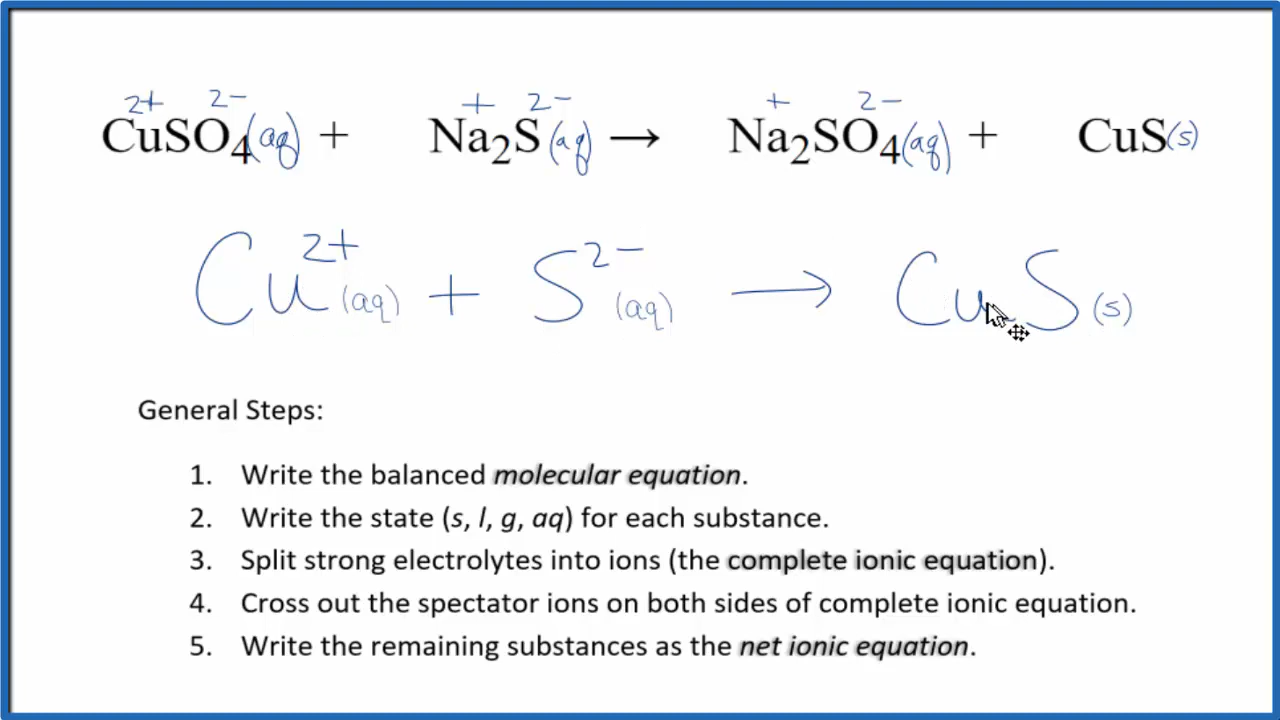 2+ 2- + 2- + 2-
CuSO4(aq) + Na2S(aq) → Na2SO4(aq) + CuS(s)
Cu2+(aq) + S2-(aq) → CuS(s)
General Steps:
1. Write the balanced molecular equation.
2. Write the state (s, l, g, aq) for each substance.
3. Split strong electrolytes into ions (the complete ionic equation).
4. Cross out the spectator ions on both sides of complete ionic equation.
5. Write the remaining substances as the net ionic equation.